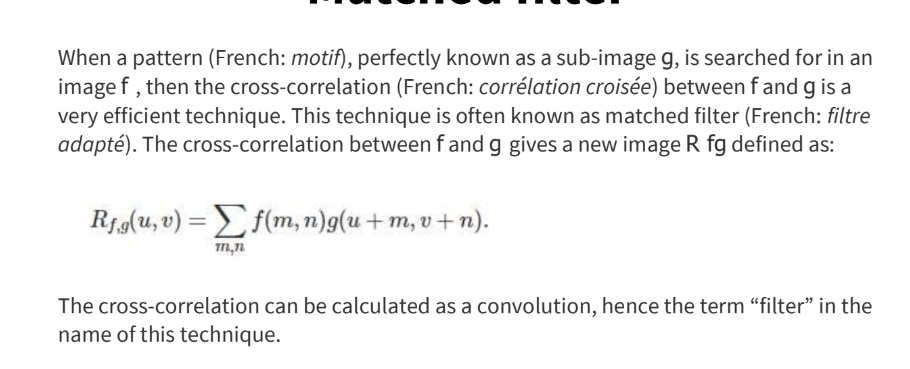 Matched filter
When a pattern (French: motif), perfectly known as a sub-image g, is searched for in an
image f , then the cross-correlation (French: corrélation croisée) between f and g is a
very efficient technique. This technique is often known as matched filter (French: filtre
adapté). The cross-correlation between f and g gives a new image R fg defined as:
R_{f,g}(u, v) = ∑_{m,n} f(m, n)g(u + m, v + n).
The cross-correlation can be calculated as a convolution, hence the term “filter” in the
name of this technique.